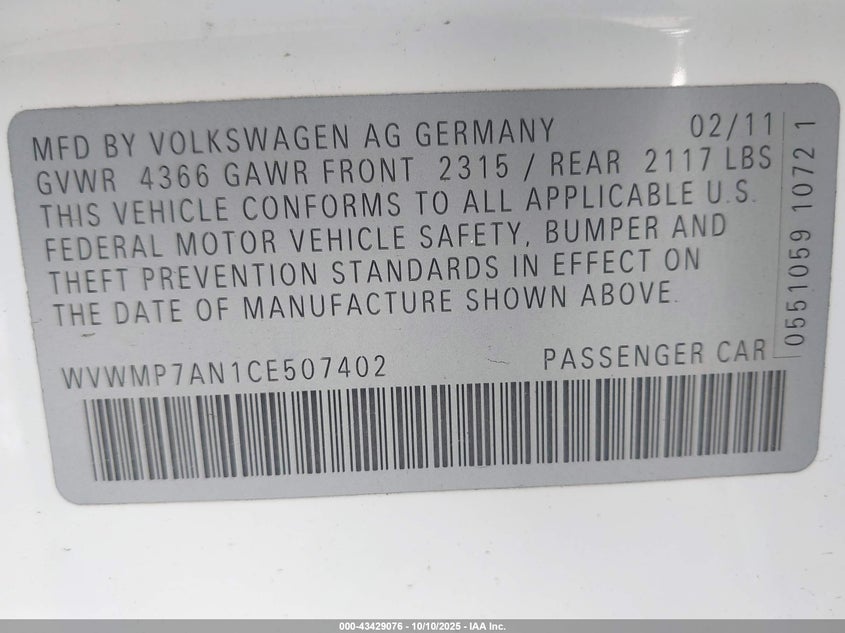 MFD BY VOLKSWAGEN AG GERMANY 02/11
GVWR 4366 GAWR FRONT 2315 / REAR 2117 LBS
THIS VEHICLE CONFORMS TO ALL APPLICABLE U.S.
FEDERAL MOTOR VEHICLE SAFETY, BUMPER AND
THEFT PREVENTION STANDARDS IN EFFECT ON
THE DATE OF MANUFACTURE SHOWN ABOVE.
WVWMP7AN1CE507402 PASSENGER CAR
0551059 1072 1
000-43429076 - 10/10/2025 - IAA Inc.